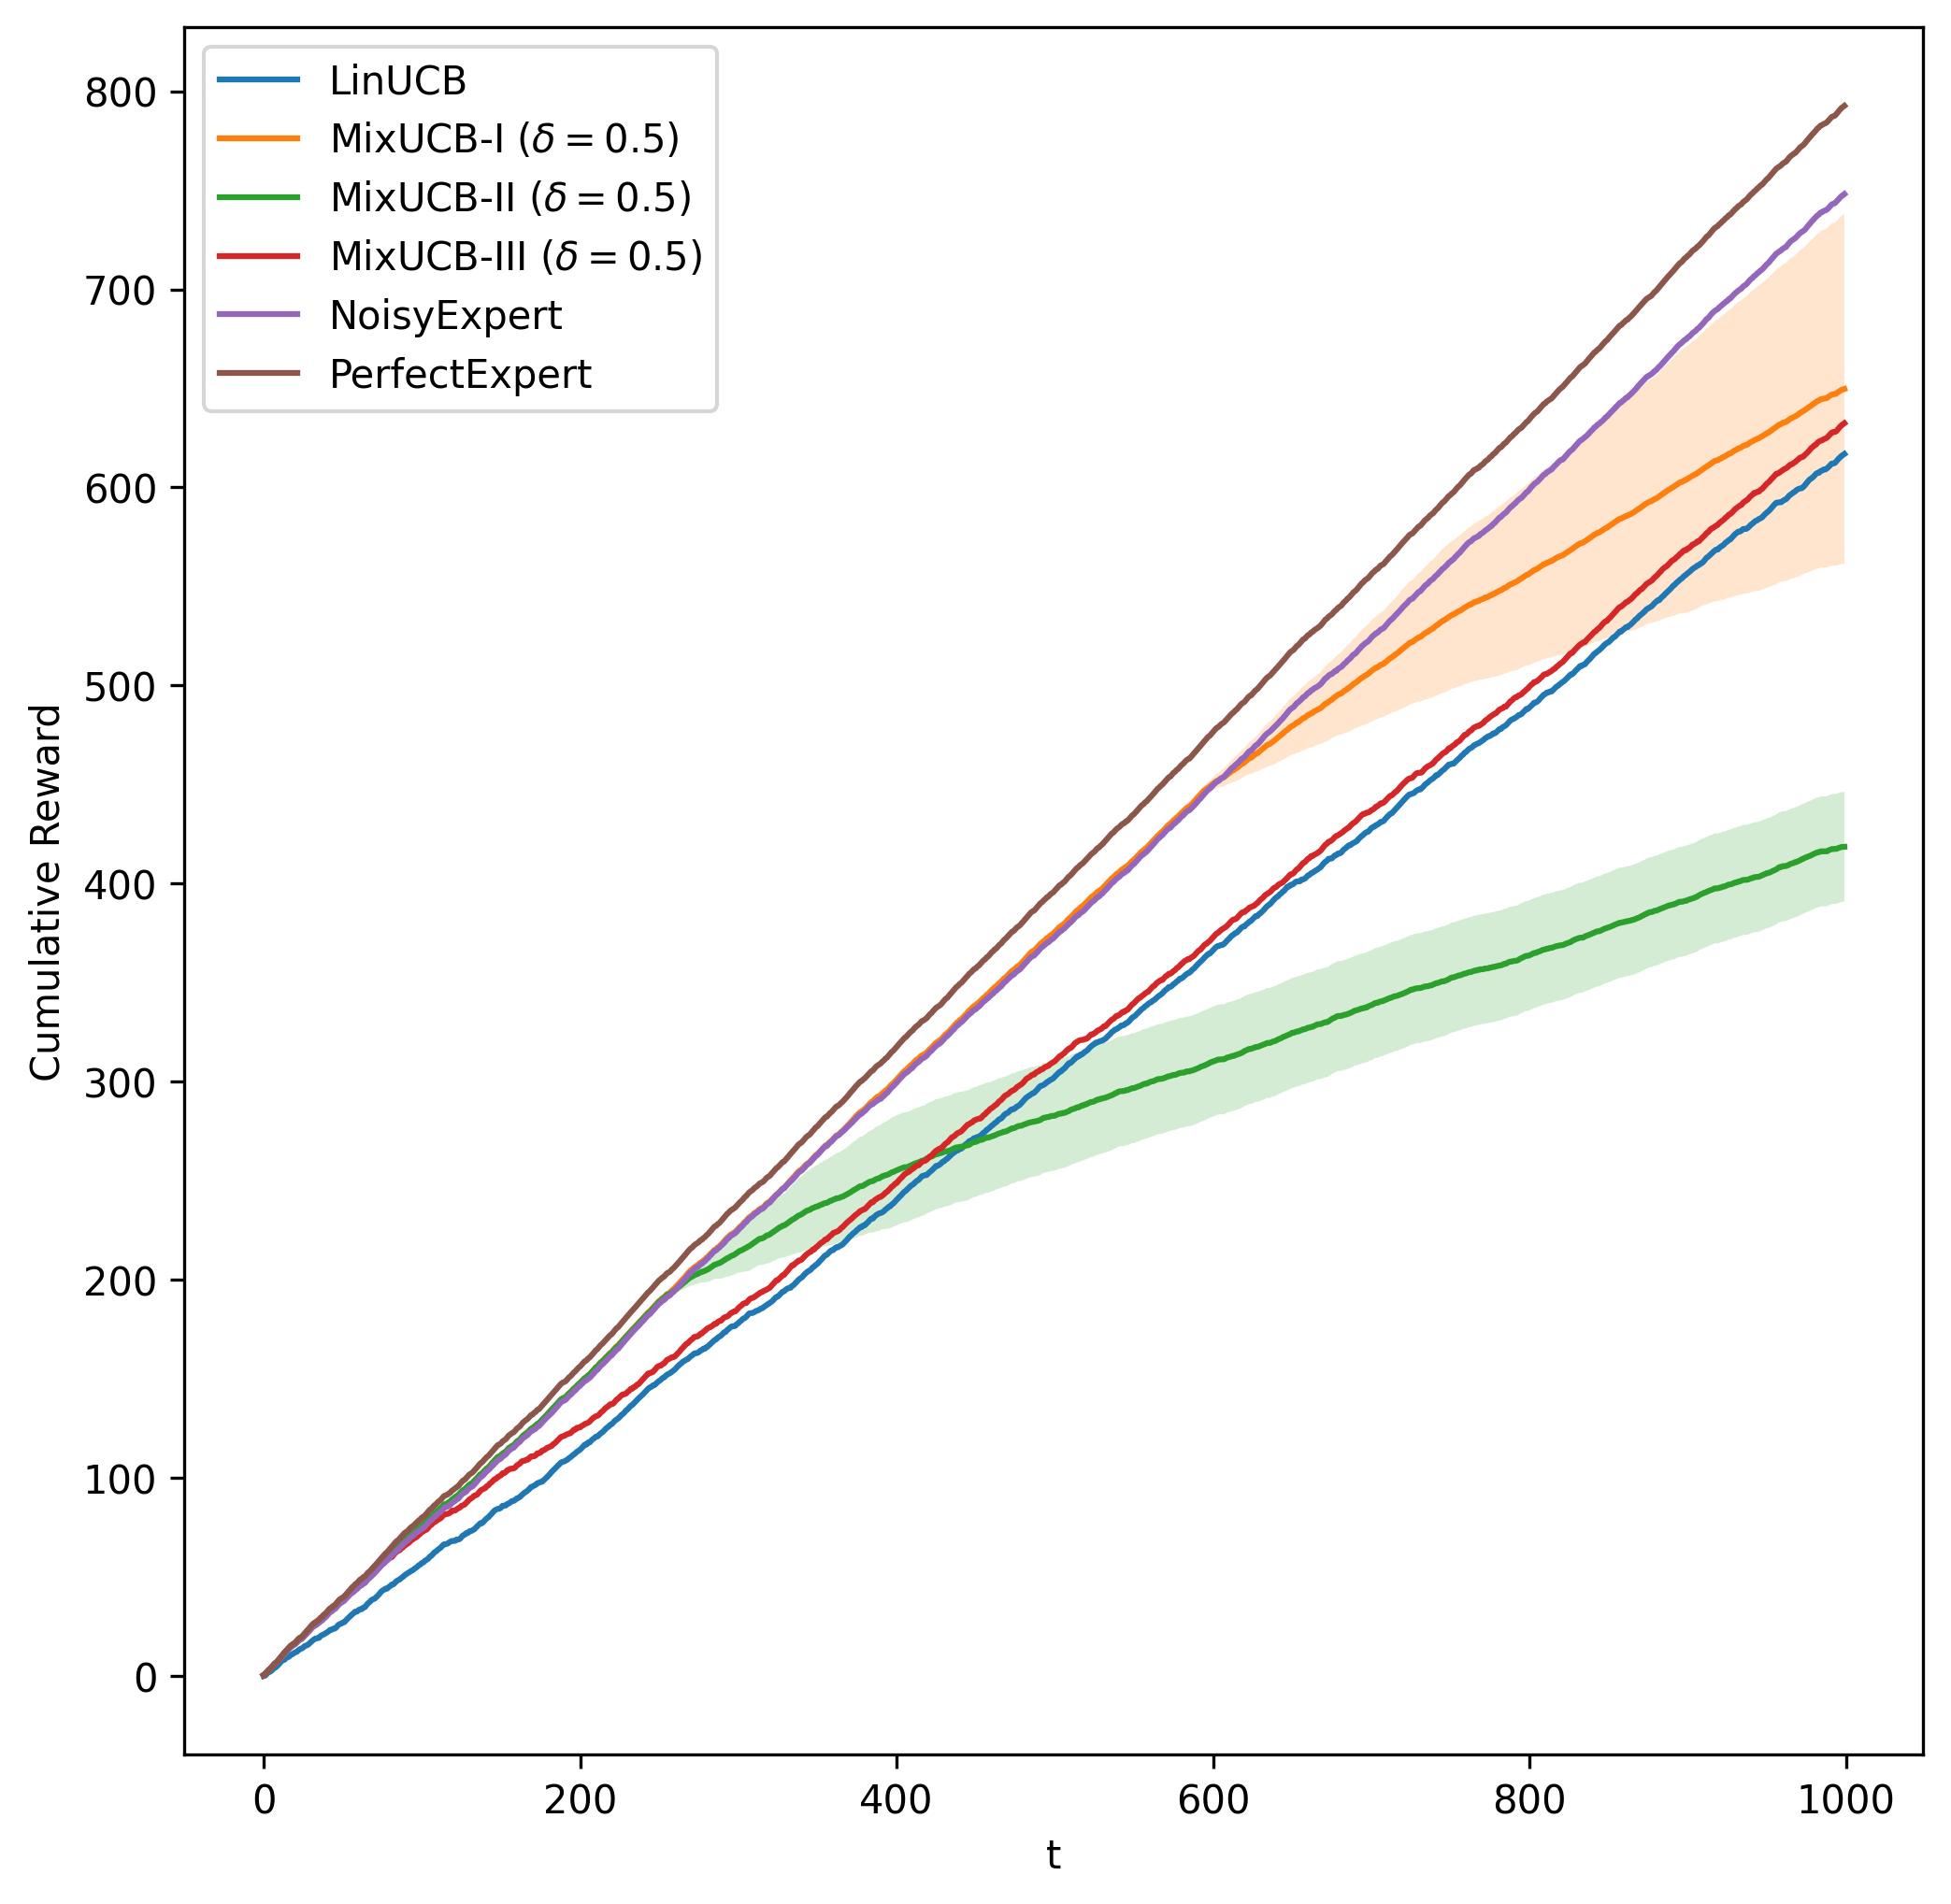 LinUCB
MixUCB-I (δ = 0.5)
MixUCB-II (δ = 0.5)
MixUCB-III (δ = 0.5)
NoisyExpert
PerfectExpert
800
700
600
500
400
300
200
100
0
Cumulative Reward
0 200 400 600 800 1000
t